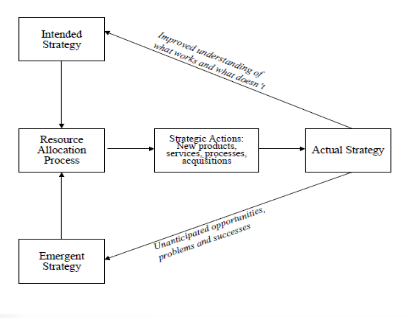 Intended
Strategy
Improved understanding of
what works and what doesn't
Resource
Allocation
Process
Strategic Actions:
New products,
services, processes,
acquisitions
Actual Strategy
Unanticipated opportunities,
problems and successes
Emergent
Strategy